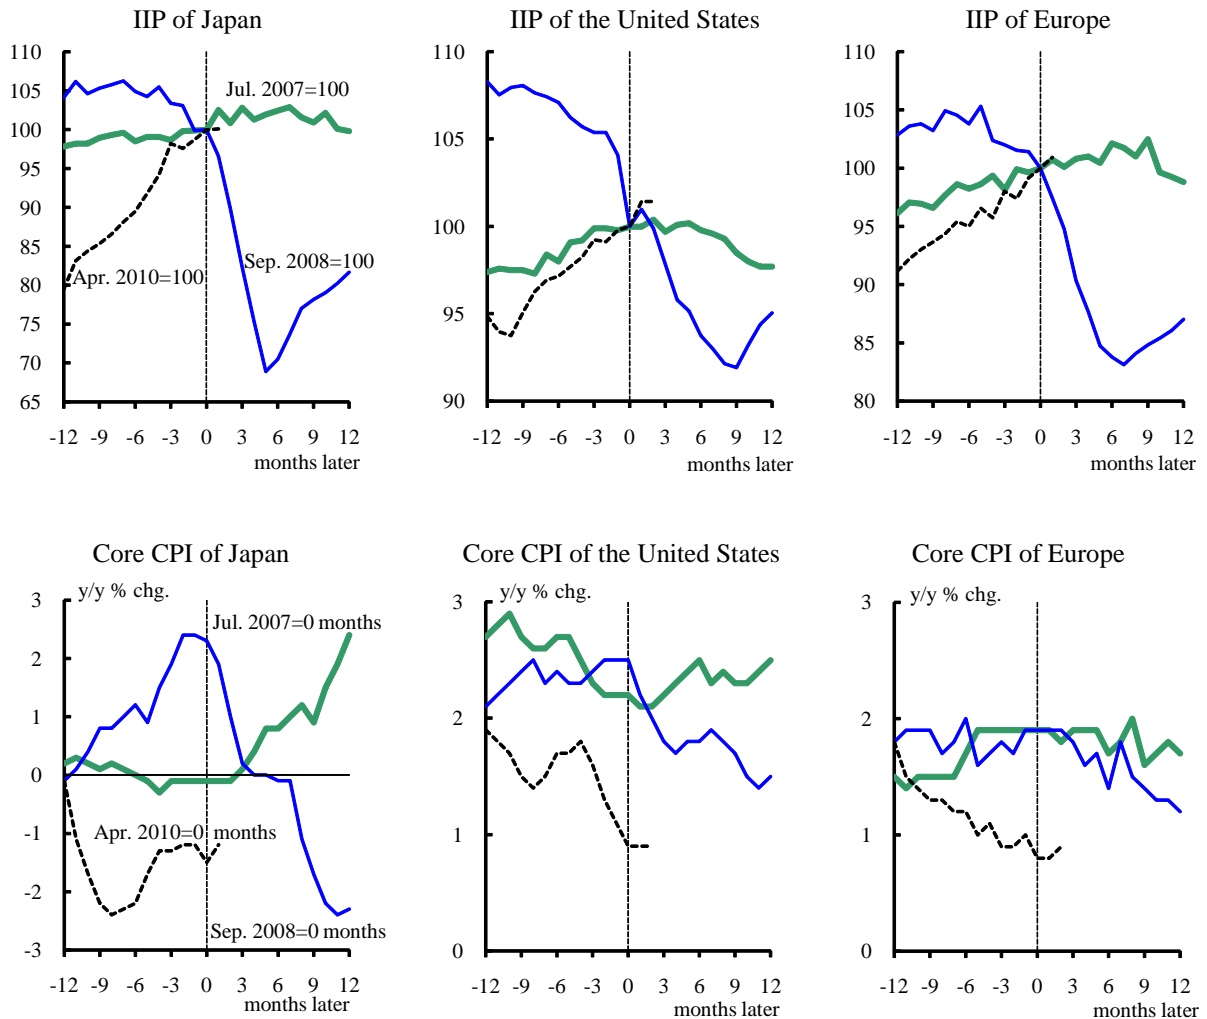 IIP of Japan
IIP of the United States
IIP of Europe
110
105
100
95
90
85
80
75
70
65
Jul. 2007=100
Apr. 2010=100
Sep. 2008=100
-12 -9 -6 -3 0 3 6 9 12
months later
110
105
100
95
90
-12 -9 -6 -3 0 3 6 9 12
months later
110
105
100
95
90
85
80
-12 -9 -6 -3 0 3 6 9 12
months later
Core CPI of Japan
Core CPI of the United States
Core CPI of Europe
y/y % chg.
3
2
1
0
-1
-2
-3
Jul. 2007=0 months
Apr. 2010=0 months
Sep. 2008=0 months
-12 -9 -6 -3 0 3 6 9 12
months later
y/y % chg.
3
2
1
0
-12 -9 -6 -3 0 3 6 9 12
months later
y/y % chg.
3
2
1
0
-12 -9 -6 -3 0 3 6 9 12
months later